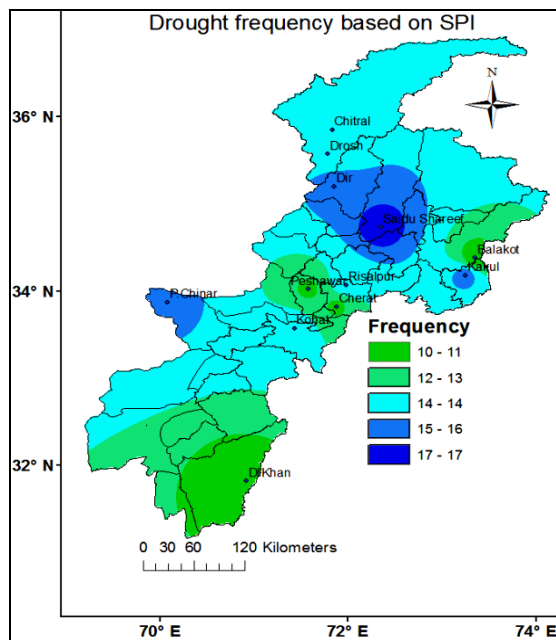 Drought frequency based on SPI
N
36° N
34° N
32° N
Chitral
Drosh
Dir
Saidu Shareef
Balakot
Kakul
Risalpur
Peshawar
Cherat
P.Chinar
Kohat
DIKhan
Frequency
10 - 11
12 - 13
14 - 14
15 - 16
17 - 17
0 30 60 120 Kilometers
70° E 72° E 74° E